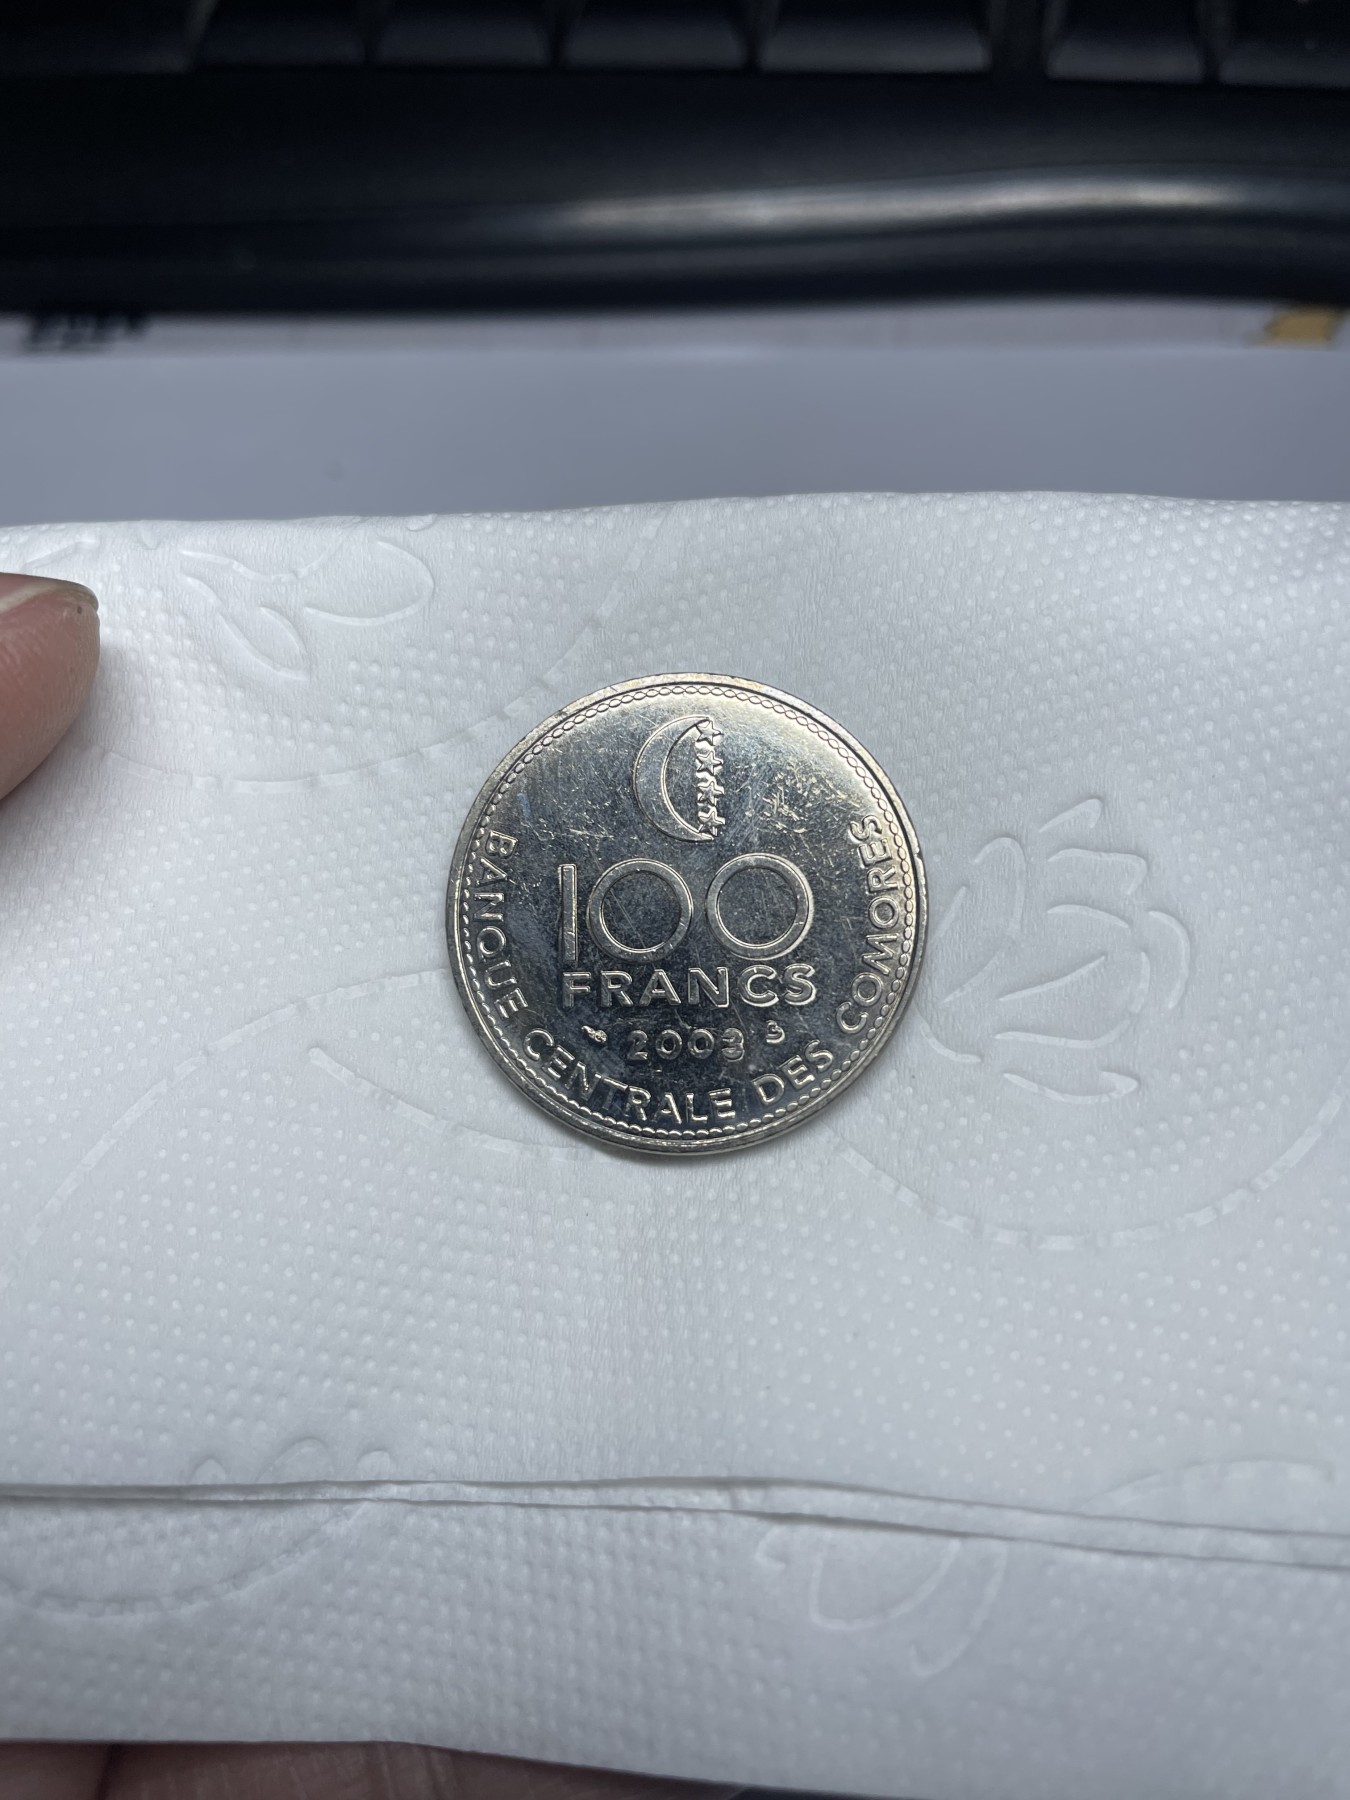 100
FRANCS
2003
BANQUE CENTRALE DES COMORES